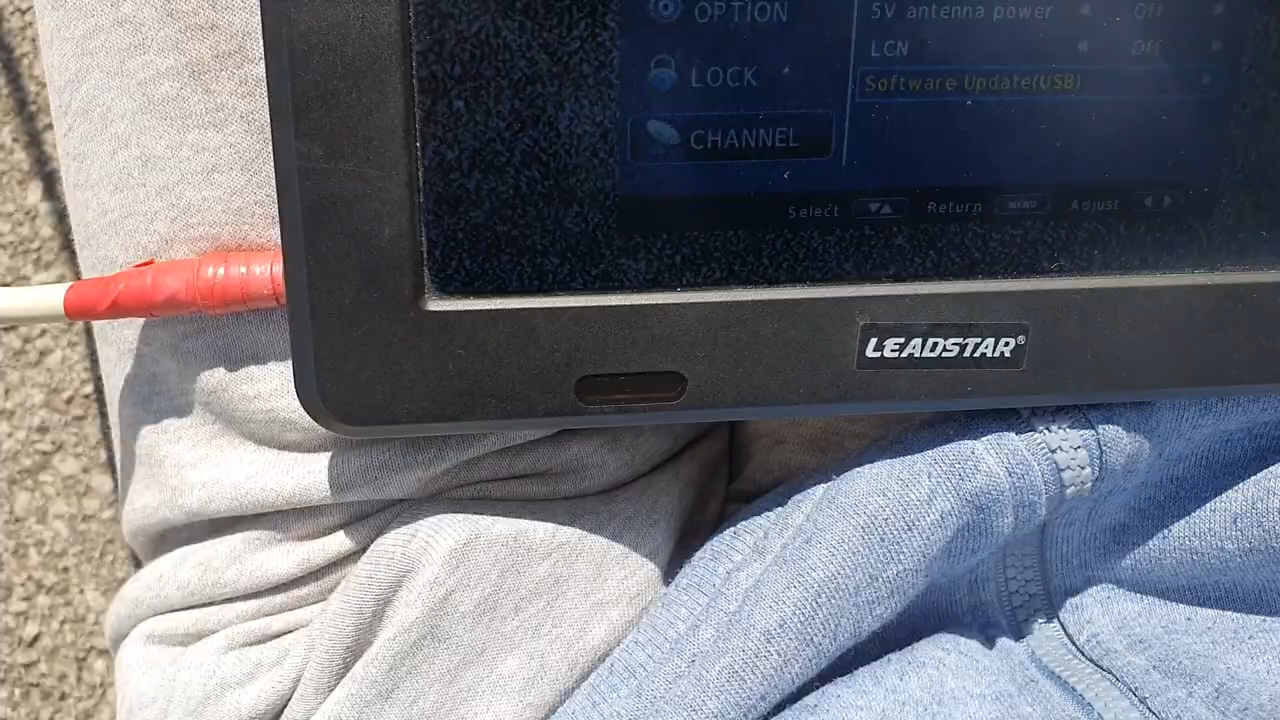 OPTION
5V antenna power Off
LCN Off
LOCK
Software Update(USB)
CHANNEL
Select Return MENU Adjust
LEADSTAR®